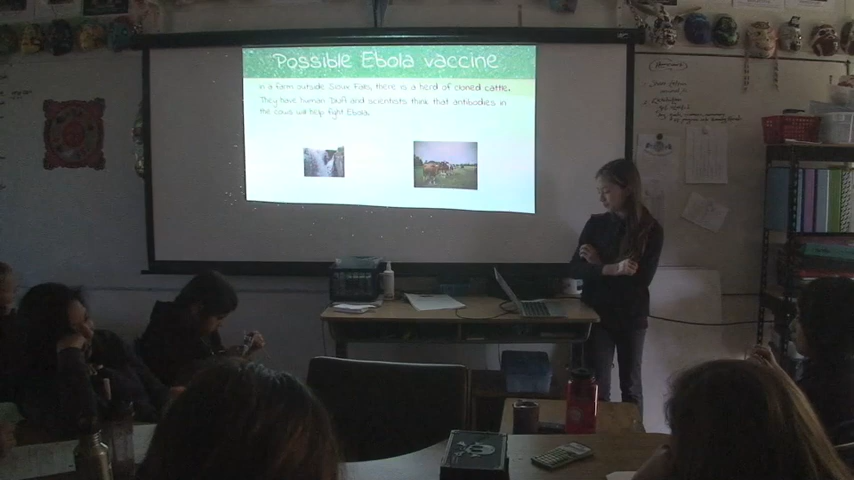 Possible Ebola vaccine
In a farm outside Sioux Falls, there is a herd of cloned cattle.
They have human DNA and scientists think that antibodies in
the cows will help fight Ebola.